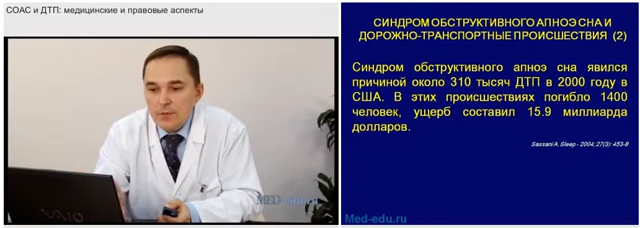 СОАС и ДТП: медицинские и правовые аспекты
VAIO
MED-edu.ru
СИНДРОМ ОБСТРУКТИВНОГО АПНОЭ СНА И
ДОРОЖНО-ТРАНСПОРТНЫЕ ПРОИСШЕСТВИЯ (2)
Синдром обструктивного апноэ сна явился
причиной около 310 тысяч ДТП в 2000 году в
США. В этих происшествиях погибло 1400
человек, ущерб составил 15.9 миллиарда
долларов.
Sassani A. Sleep - 2004; 27(3): 453-8
Med-edu.ru